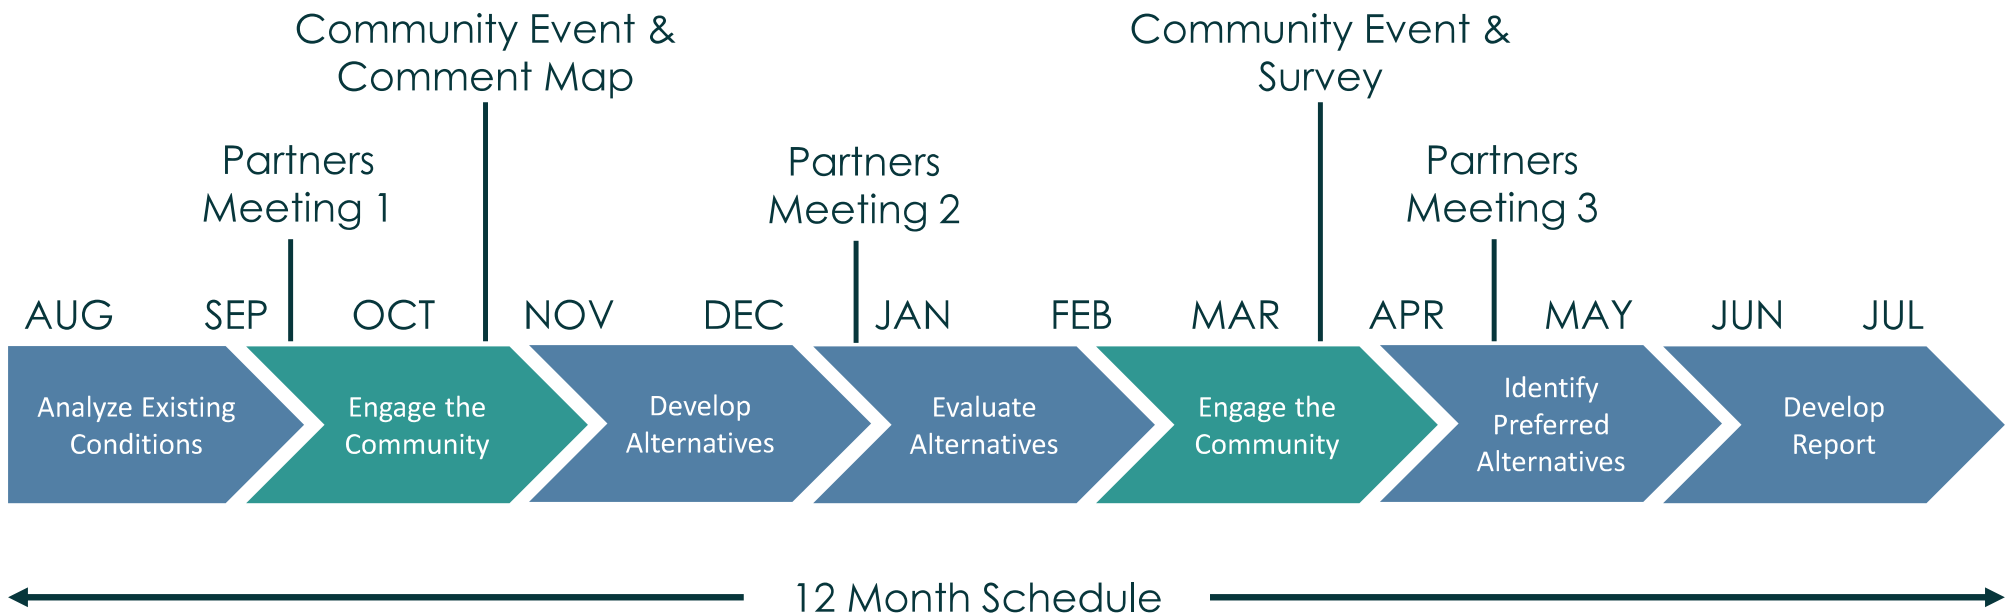 Community Event &
Comment Map
Community Event &
Survey
Partners
Meeting 1
Partners
Meeting 2
Partners
Meeting 3
AUG SEP OCT NOV DEC JAN FEB MAR APR MAY JUN JUL
Analyze Existing
Conditions
Engage the
Community
Develop
Alternatives
Evaluate
Alternatives
Engage the
Community
Identify
Preferred
Alternatives
Develop
Report
12 Month Schedule